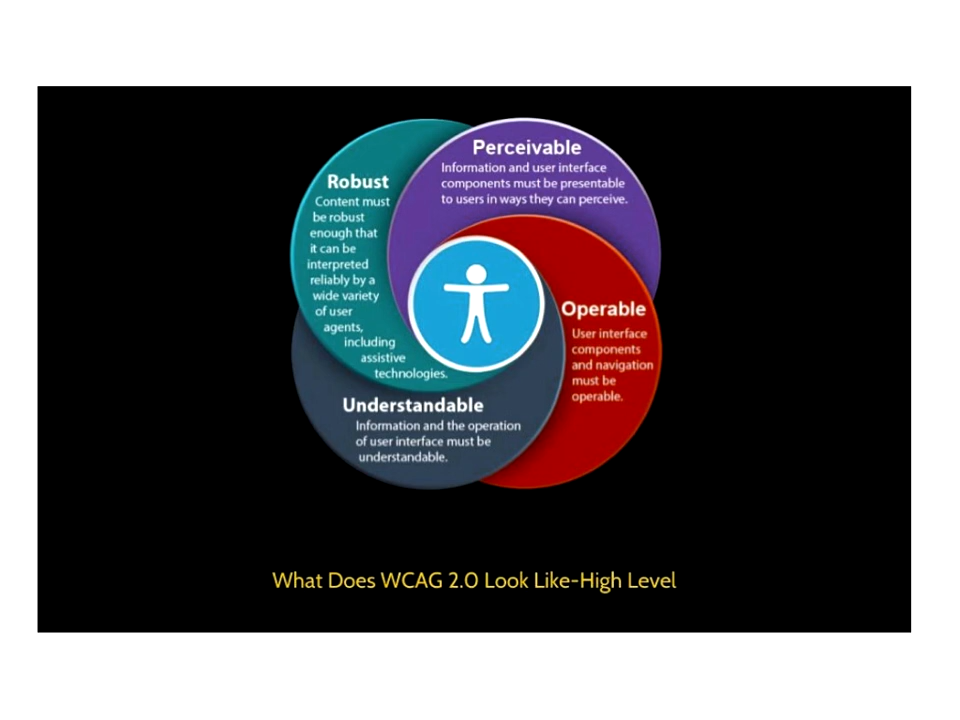 Perceivable
Information and user interface
components must be presentable
to users in ways they can perceive.
Operable
User interface
components
and navigation
must be
operable.
Understandable
Information and the operation
of user interface must be
understandable.
Robust
Content must
be robust
enough that
it can be
interpreted
reliably by a
wide variety
of user
agents,
including
assistive
technologies.
What Does WCAG 2.0 Look Like-High Level